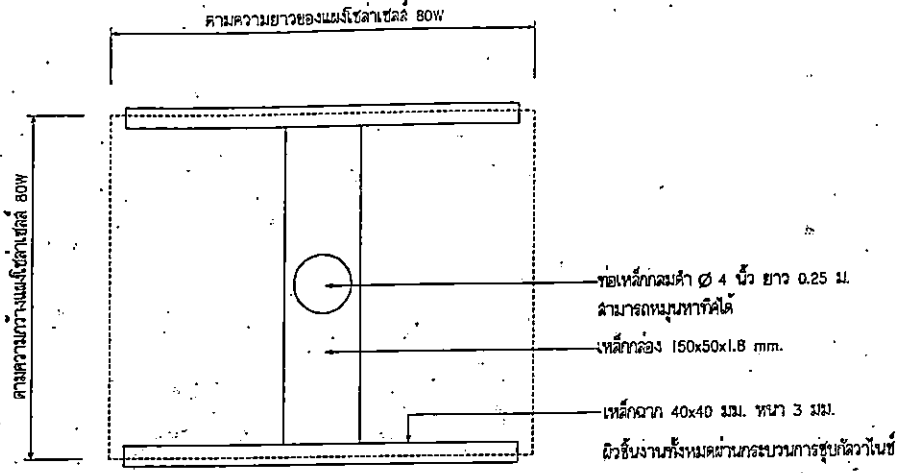 ตามความยาวของแผงโซล่าเซลล์ 80W
ตามความกว้างแผงโซล่าเซลล์ 80W
ท่อเหล็กกลมดำ Ø 4 นิ้ว ยาว 0.25 ม.
สามารถหมุนหาทิศได้
เหล็กกล่อง 150x50x1.8 mm.
เหล็กฉาก 40x40 มม. หนา 3 มม.
ผิวชิ้นงานทั้งหมดผ่านกระบวนการชุบกัลวาไนซ์